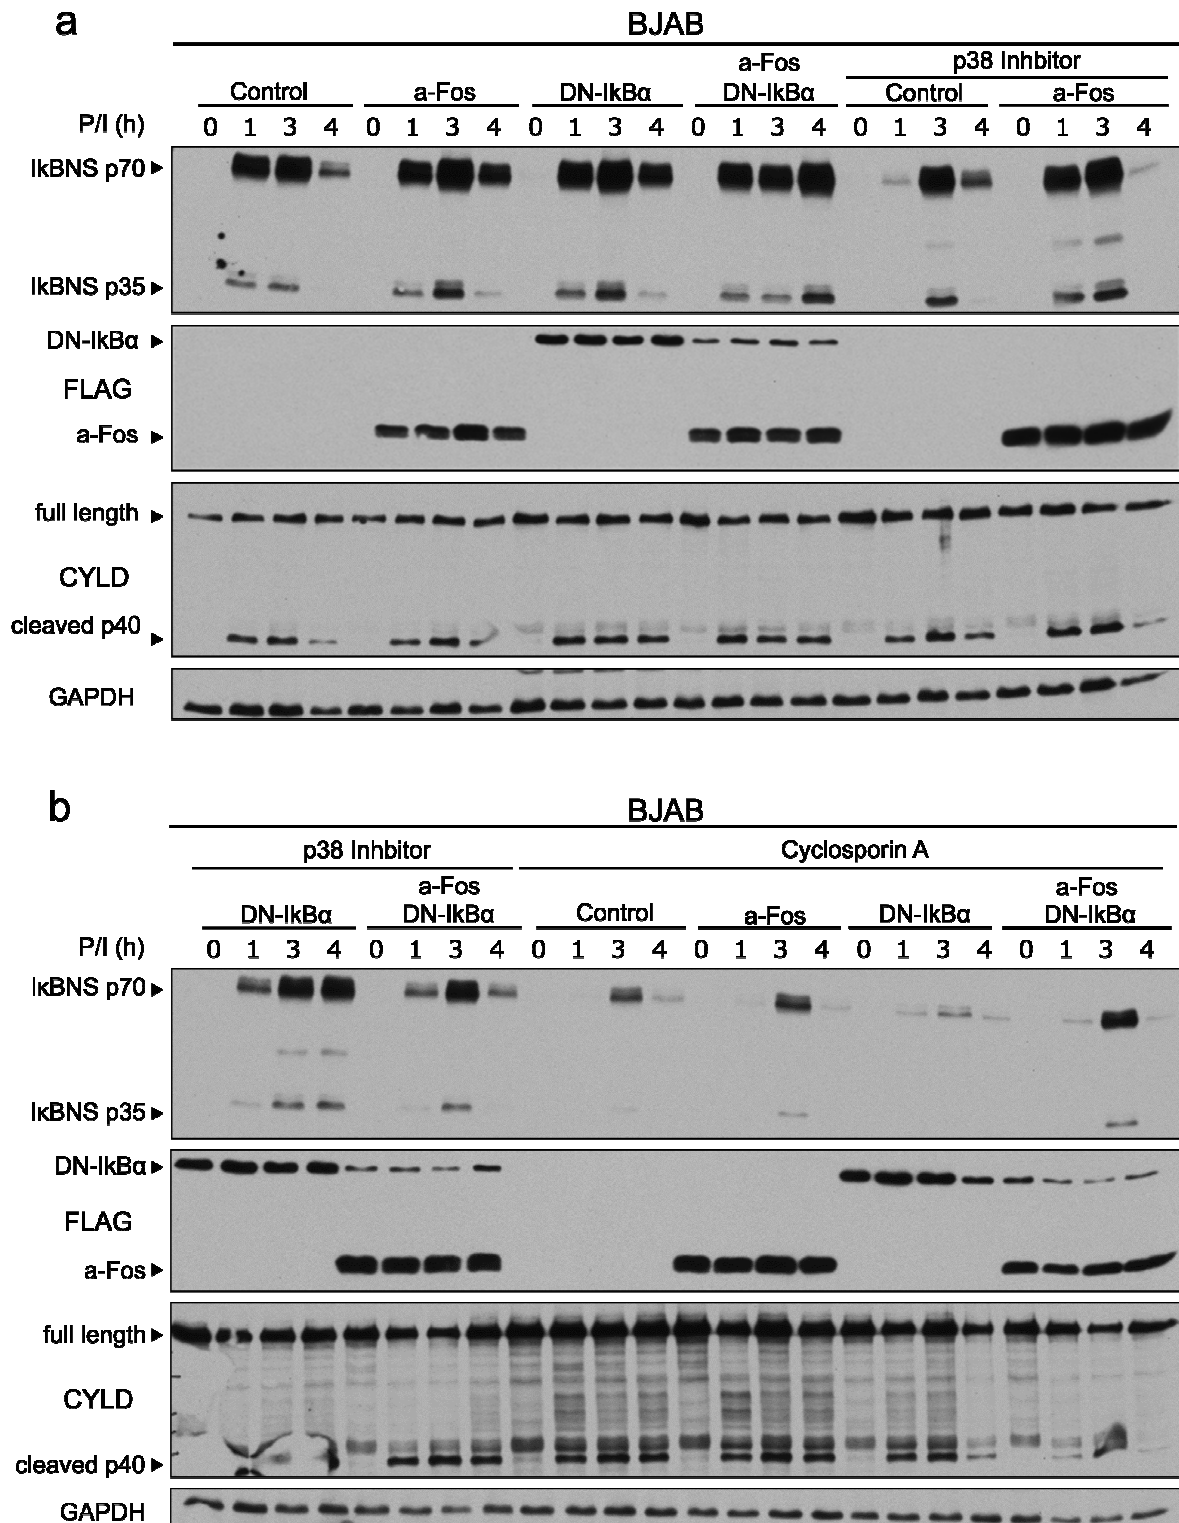 a
BJAB
a-Fos
p38 Inhbitor
Control
a-Fos
DN-IkBα
DN-IkBα
Control
a-Fos
P/I (h)
0 1 3 4 0 1 3 4 0 1 3 4 0 1 3 4 0 1 3 4 0 1 3 4
IkBNS p70
IkBNS p35
DN-IkBα
FLAG
a-Fos
full length
CYLD
cleaved p40
GAPDH
b
BJAB
p38 Inhbitor
Cyclosporin A
a-Fos
a-Fos
DN-IkBα
DN-IkBα
Control
a-Fos
DN-IkBα
DN-IkBα
P/I (h)
0 1 3 4 0 1 3 4 0 1 3 4 0 1 3 4 0 1 3 4 0 1 3 4
IκBNS p70
IκBNS p35
DN-IkBα
FLAG
a-Fos
full length
CYLD
cleaved p40
GAPDH